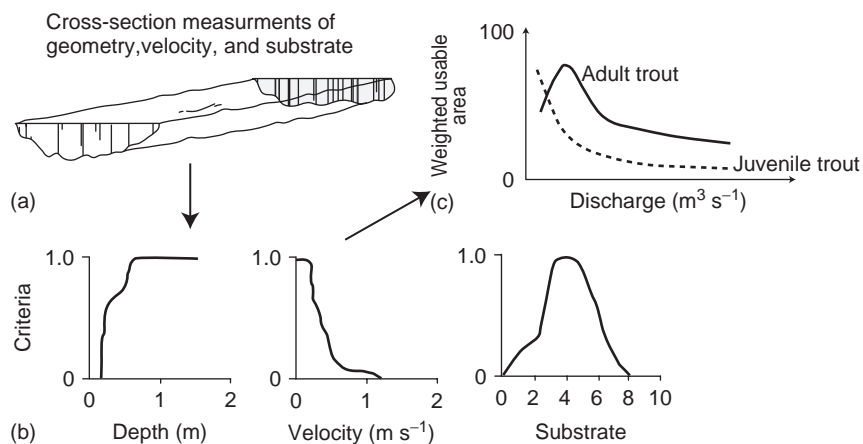 Cross-section measurments of
geometry,velocity, and substrate
(a)
100
Weighted usable
area
0
Adult trout
Juvenile trout
(c)
Discharge (m³ s⁻¹)
1.0
Criteria
0
0 1 2
(b)
Depth (m)
1.0
0
0 1 2
Velocity (m s⁻¹)
1.0
0
0 2 4 6 8 10
Substrate